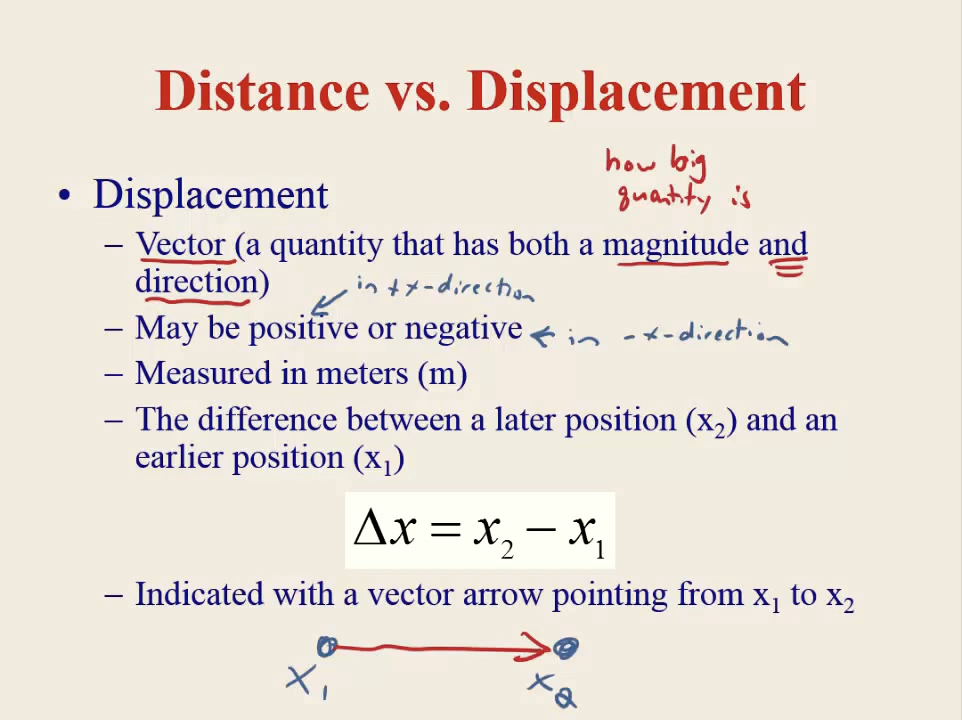 Distance vs. Displacement
how big
quantity is
• Displacement
– Vector (a quantity that has both a magnitude and
direction)
in +x-direction
– May be positive or negative
in -x-direction
– Measured in meters (m)
– The difference between a later position (x₂) and an
earlier position (x₁)
Δx = x₂ − x₁
– Indicated with a vector arrow pointing from x₁ to x₂
x₁ x₂